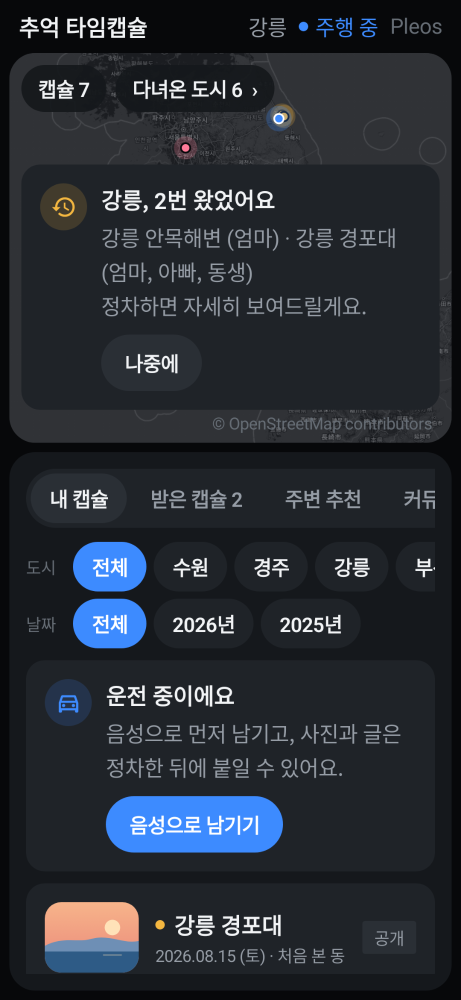 추억 타임캡슐
강릉 주행 중 Pleos
캡슐 7
다녀온 도시 6 ›
강릉, 2번 왔었어요
강릉 안목해변 (엄마) · 강릉 경포대
(엄마, 아빠, 동생)
정차하면 자세히 보여드릴게요.
나중에
© OpenStreetMap contributors
내 캡슐 받은 캡슐 2 주변 추천 커뮤
도시 전체 수원 경주 강릉
날짜 전체 2026년 2025년
운전 중이에요
음성으로 먼저 남기고, 사진과 글은
정차한 뒤에 붙일 수 있어요.
음성으로 남기기
강릉 경포대
공개
2026.08.15 (토) · 처음 본 동